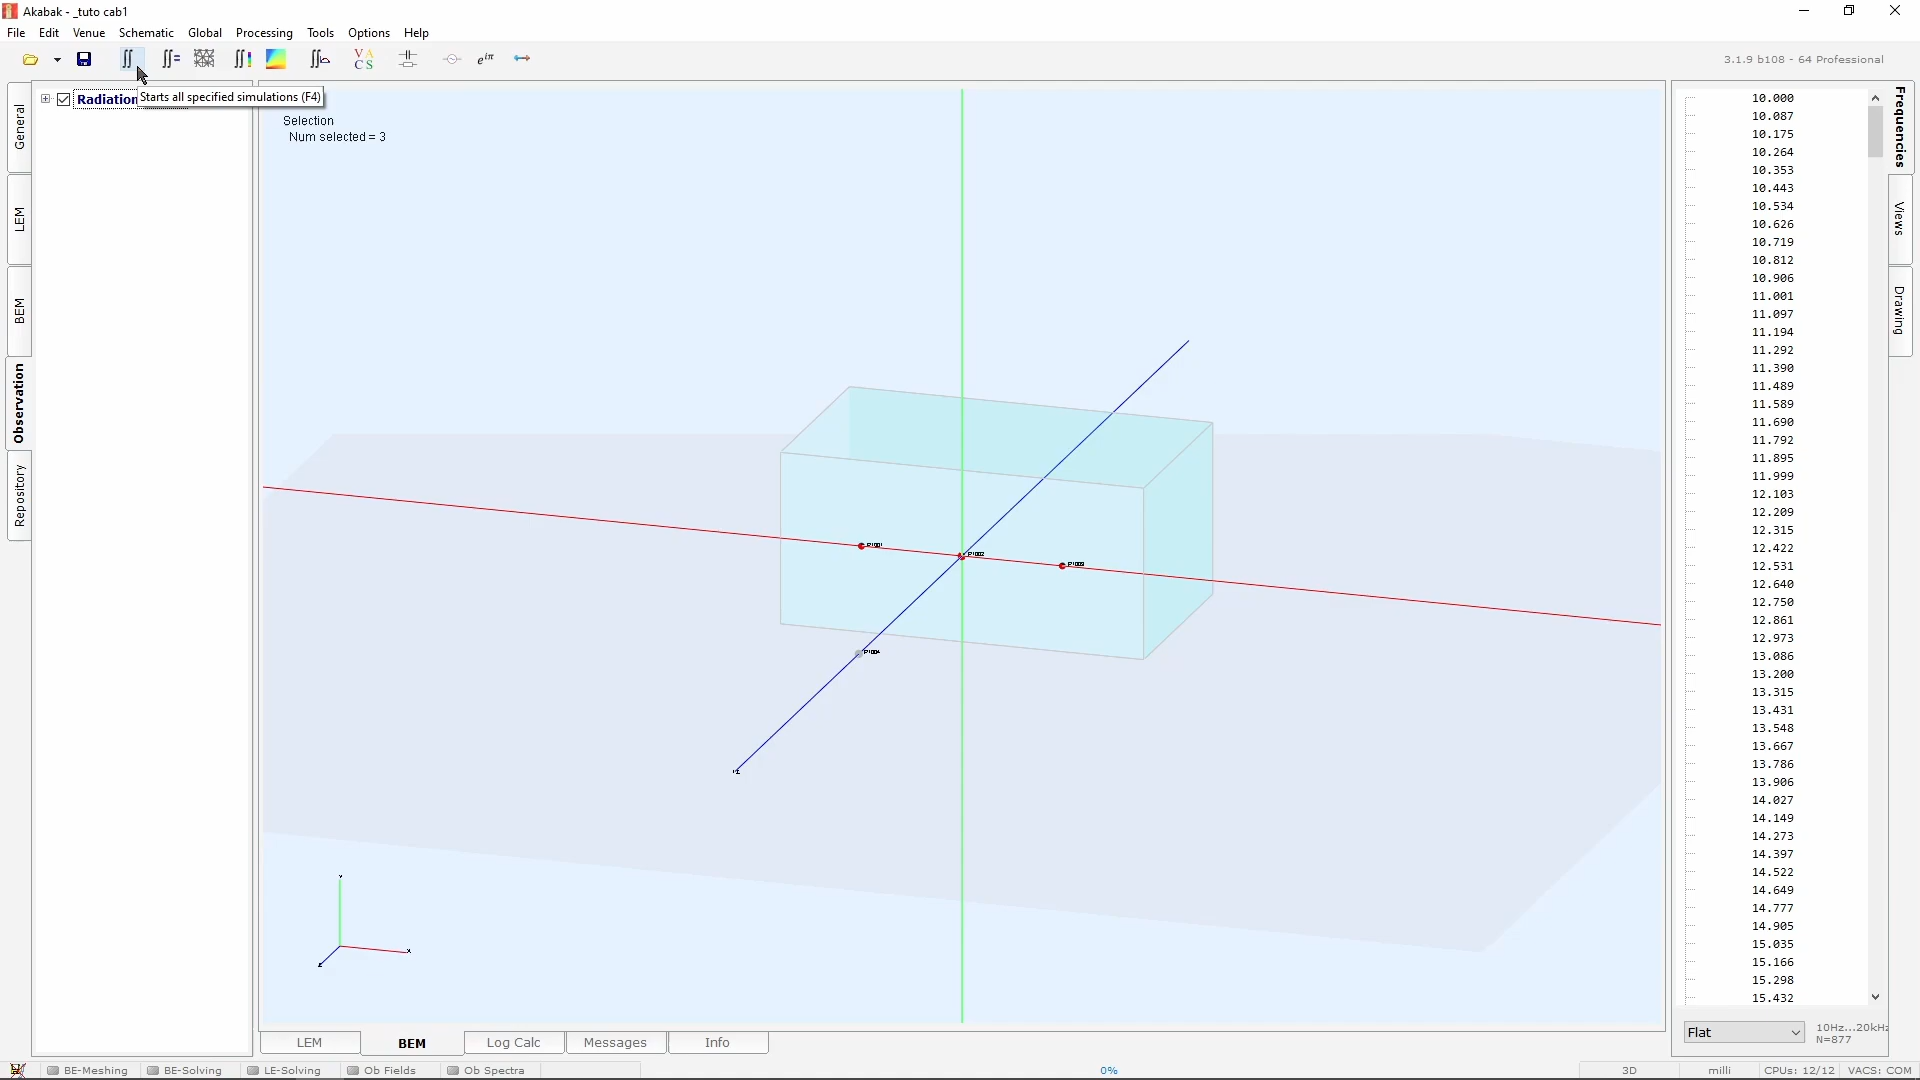 Akabak - _tuto cab1
File Edit Venue Schematic Global Processing Tools Options Help
VACS
e^iπ
3.1.9 b108 - 64 Professional
General
LEM
BEM
Observation
Repository
Radiation
Starts all specified simulations (F4)
Selection
Num selected = 3
P1001
P1002
P1003
P1004
Y
X
Z
LEM BEM Log Calc Messages Info
10.000
10.087
10.175
10.264
10.353
10.443
10.534
10.626
10.719
10.812
10.906
11.001
11.097
11.194
11.292
11.390
11.489
11.589
11.690
11.792
11.895
11.999
12.103
12.209
12.315
12.422
12.531
12.640
12.750
12.861
12.973
13.086
13.200
13.315
13.431
13.548
13.667
13.786
13.906
14.027
14.149
14.273
14.397
14.522
14.649
14.777
14.905
15.035
15.166
15.298
15.432
Flat
10Hz...20kHz
N=877
Frequencies
Views
Drawing
BE-Meshing BE-Solving LE-Solving Ob Fields Ob Spectra 0% 3D milli CPUs: 12/12 VACS: COM